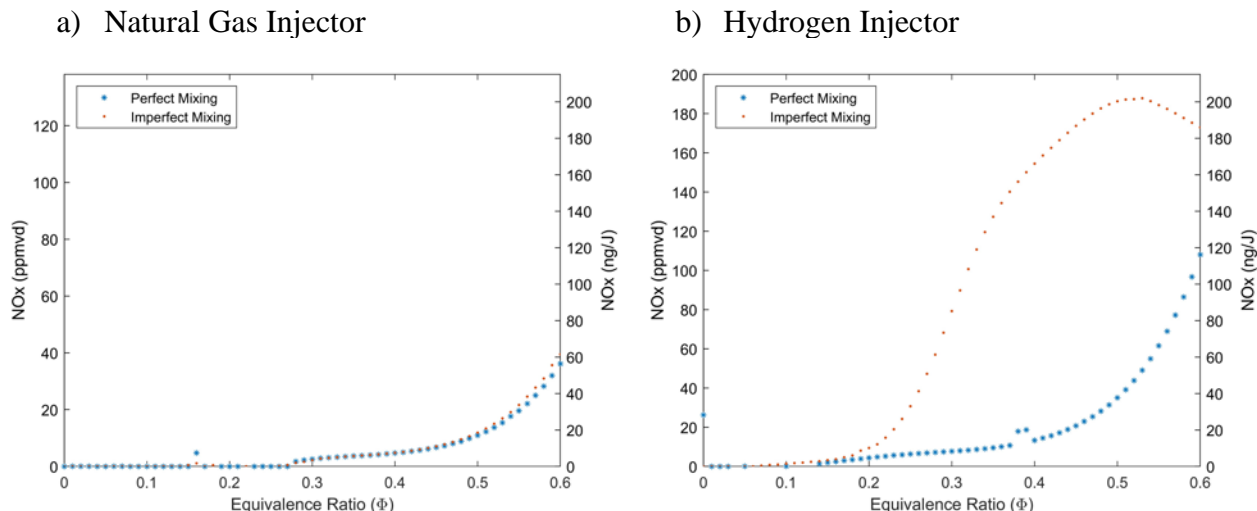 a) Natural Gas Injector
Perfect Mixing
Imperfect Mixing
NOx (ppmvd)
120
100
80
60
40
20
0
NOx (ng/J)
200
180
160
140
120
100
80
60
40
20
0
0 0.1 0.2 0.3 0.4 0.5 0.6
Equivalence Ratio (Φ)
b) Hydrogen Injector
Perfect Mixing
Imperfect Mixing
NOx (ppmvd)
200
180
160
140
120
100
80
60
40
20
0
NOx (ng/J)
200
180
160
140
120
100
80
60
40
20
0
0 0.1 0.2 0.3 0.4 0.5 0.6
Equivalence Ratio (Φ)